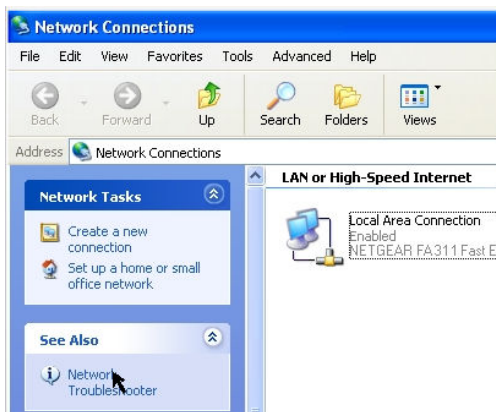 Network Connections
File Edit View Favorites Tools Advanced Help
Back Forward Up Search Folders Views
Address Network Connections
Network Tasks
Create a new
connection
Set up a home or small
office network
See Also
Network
Troubleshooter
LAN or High-Speed Internet
Local Area Connection
Enabled
NETGEAR FA311 Fast E